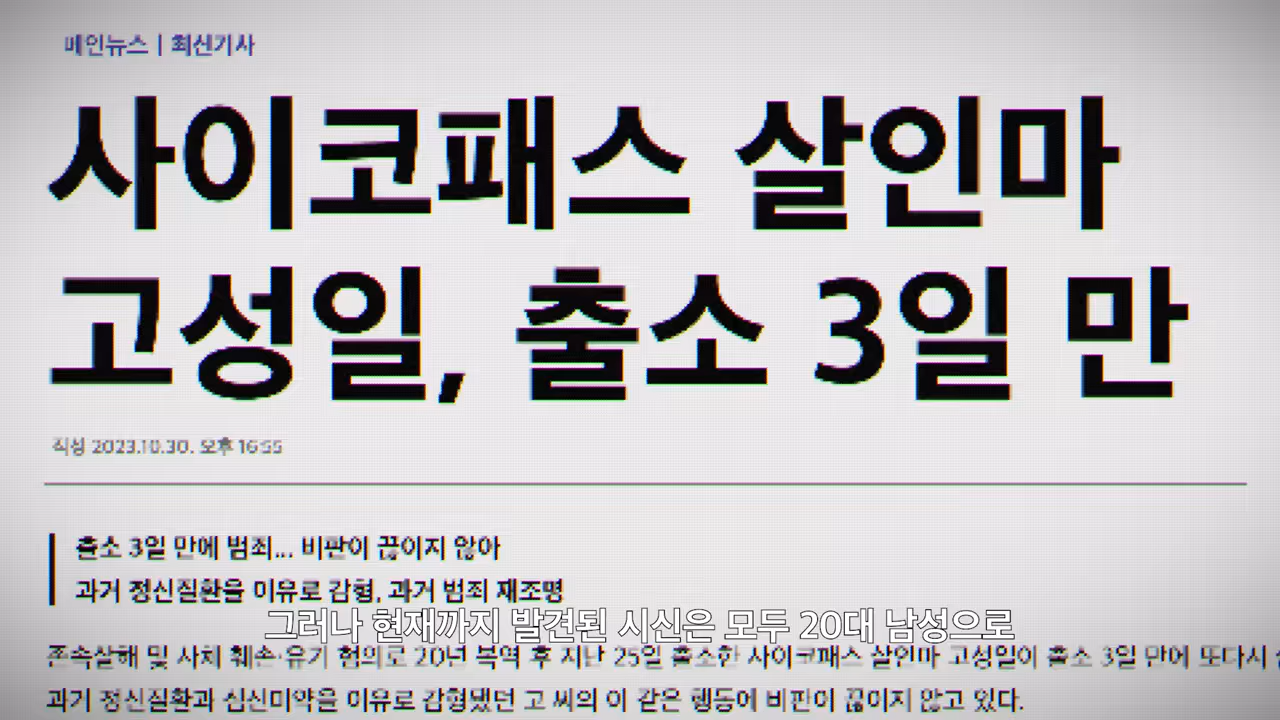 메인뉴스 | 최신기사
사이코패스 살인마
고성일, 출소 3일 만
작성 2023.10.30. 오후 16:55
출소 3일 만에 범죄... 비판이 끊이지 않아
과거 정신질환을 이유로 감형, 과거 범죄 재조명
그러나 현재까지 발견된 시신은 모두 20대 남성으로
존속살해 및 사체 훼손·유기 혐의로 20년 복역 후 지난 25일 출소한 사이코패스 살인마 고성일이 출소 3일 만에 또다시
과거 정신질환과 심신미약을 이유로 감형됐던 고 씨의 이 같은 행동에 비판이 끊이지 않고 있다.